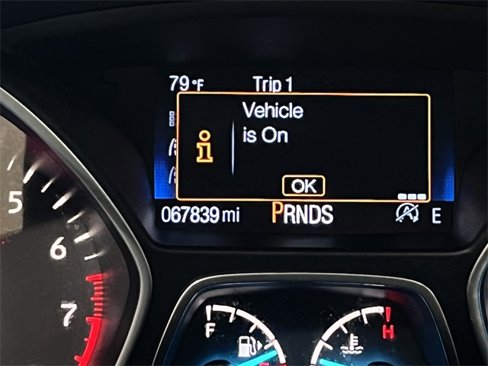 79°F Trip 1
Vehicle
is On
i
OK
067839 mi PRNDS A E
5
6
7
F H